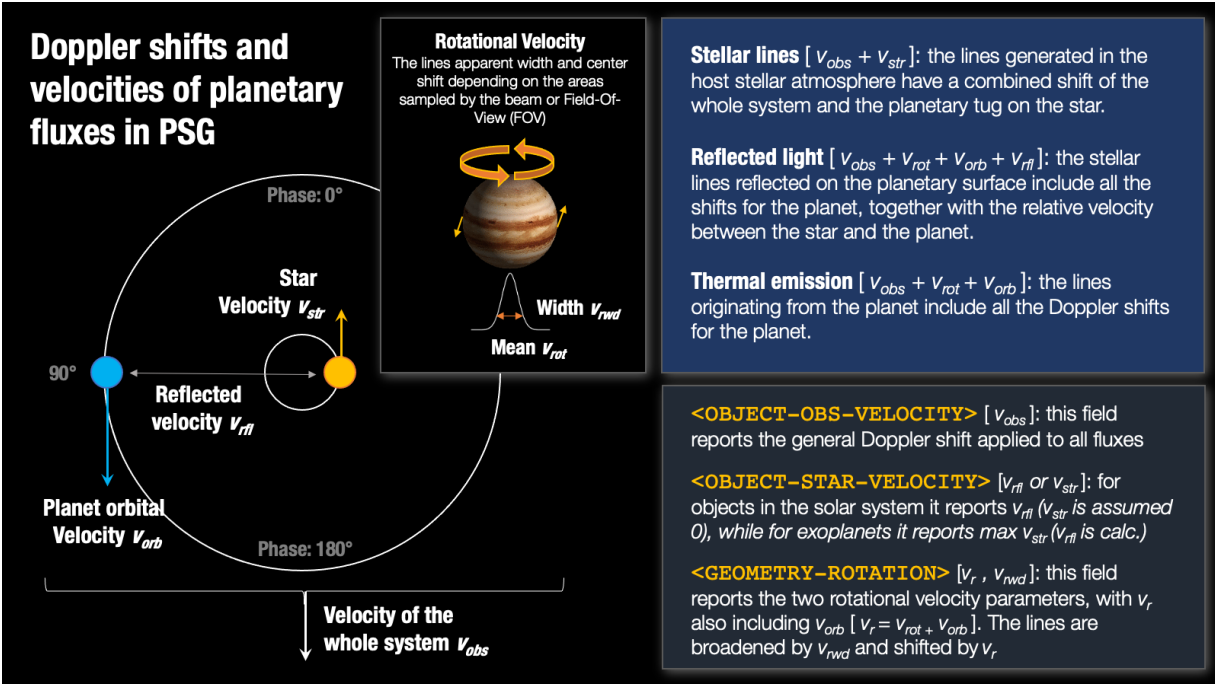 Doppler shifts and
velocities of planetary
fluxes in PSG
Phase: 0°
Star
Velocity vstr
90°
Reflected
velocity vrfl
Planet orbital
Velocity vorb
Phase: 180°
Velocity of the
whole system vobs
Rotational Velocity
The lines apparent width and center
shift depending on the areas
sampled by the beam or Field-Of-
View (FOV)
Width vrwd
Mean vrot
Stellar lines [ vobs + vstr ]: the lines generated in the
host stellar atmosphere have a combined shift of the
whole system and the planetary tug on the star.
Reflected light [ vobs + vrot + vorb + vrfl ]: the stellar
lines reflected on the planetary surface include all the
shifts for the planet, together with the relative velocity
between the star and the planet.
Thermal emission [ vobs + vrot + vorb ]: the lines
originating from the planet include all the Doppler shifts
for the planet.
<OBJECT-OBS-VELOCITY> [ vobs ]: this field
reports the general Doppler shift applied to all fluxes
<OBJECT-STAR-VELOCITY> [vrfl or vstr]: for
objects in the solar system it reports vrfl (vstr is assumed
0), while for exoplanets it reports max vstr (vrfl is calc.)
<GEOMETRY-ROTATION> [vr , vrwd]: this field
reports the two rotational velocity parameters, with vr
also including vorb [ vr = vrot + vorb ]. The lines are
broadened by vrwd and shifted by vr